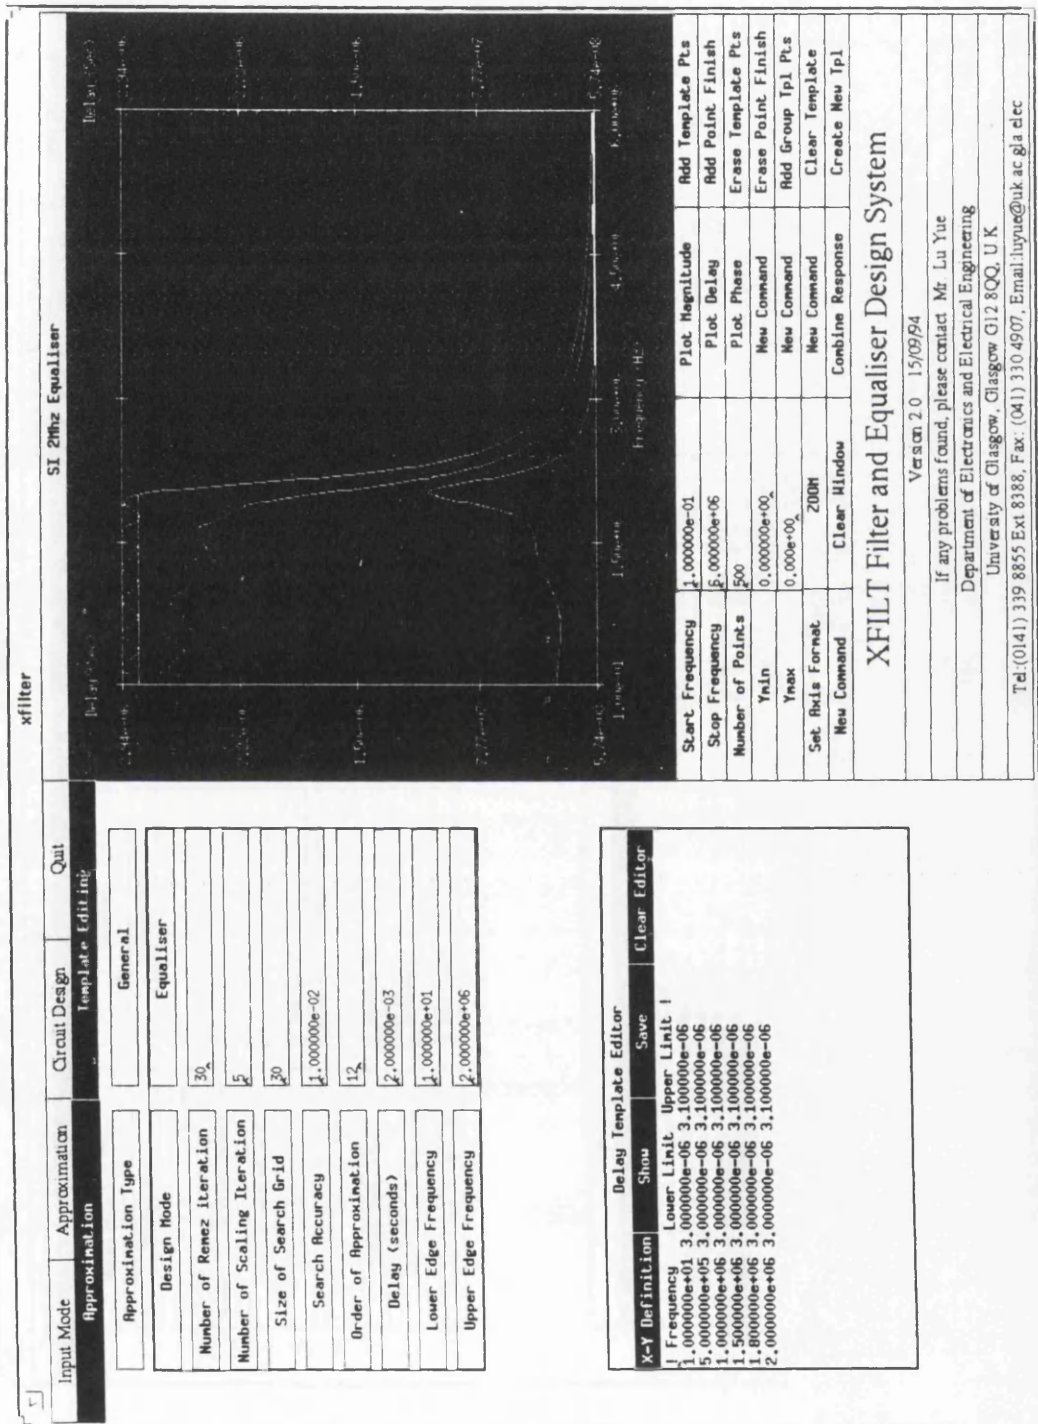 xfilter
Input Mode Approximation Circuit Design Quit
Approximation Template Editing
Approximation Type General
Design Mode Equaliser
Number of Remez iteration 30
Number of Scaling Iteration 5
Size of Search Grid 30
Search Accuracy 1.000000e-02
Order of Approximation 12
Delay (seconds) 2.000000e-03
Lower Edge Frequency 1.000000e+01
Upper Edge Frequency 2.000000e+06
Delay Template Editor
X-Y Definition Show Save Clear Editor
! Frequency Lower Limit Upper Limit !
1.000000e+01 3.000000e-06 3.100000e-06
5.000000e+05 3.000000e-06 3.100000e-06
1.000000e+06 3.000000e-06 3.100000e-06
1.500000e+06 3.000000e-06 3.100000e-06
1.800000e+06 3.000000e-06 3.100000e-06
2.000000e+06 3.000000e-06 3.100000e-06
SI 2Mhz Equaliser
Frequency (Hz)
Start Frequency 1.000000e-01 Plot Magnitude Add Template Pts
Stop Frequency 6.000000e+06 Plot Delay Add Point Finish
Number of Points 500 Plot Phase Erase Template Pts
Ymin 0.000000e+00 New Command Erase Point Finish
Ymax 0.000e+00 New Command Add Group Tpl Pts
Set Axis Format ZOOM New Command Clear Template
New Command Clear Window Combine Response Create New Tpl
XFILT Filter and Equaliser Design System
Version 2.0 15/09/94
If any problems found, please contact Mr. Lu Yue
Department of Electronics and Electrical Engineering
University of Glasgow, Glasgow G12 8QQ, U K
Tel:(0141) 339 8855 Ext 8388, Fax: (041) 330 4907, Email:luyue@uk ac gla elec